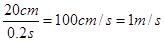 20cm/0.2s = 100cm/s = 1m/s